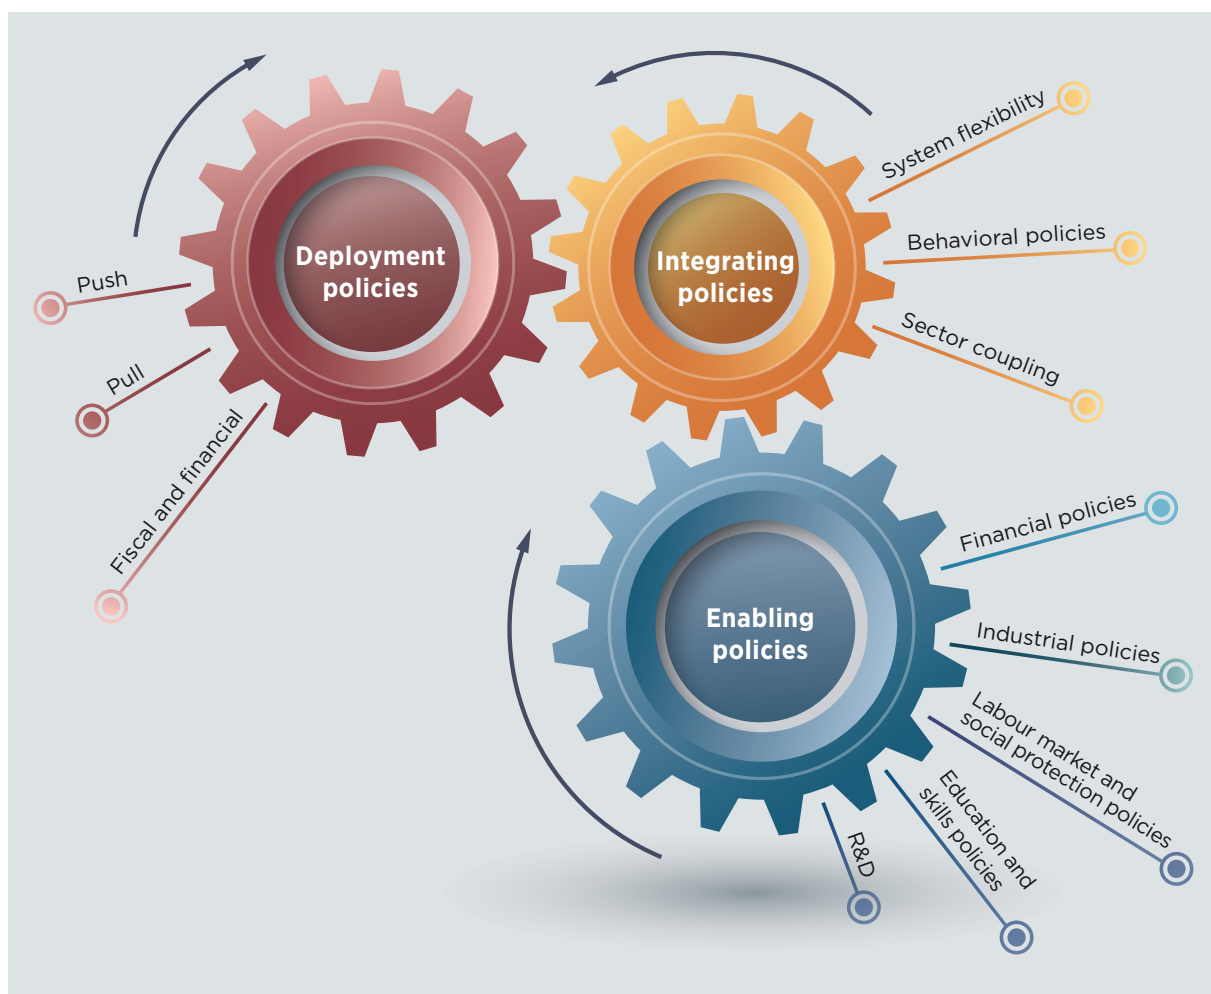 Deployment
policies
Push
Pull
Fiscal and financial
Integrating
policies
System flexibility
Behavioral policies
Sector coupling
Enabling
policies
Financial policies
Industrial policies
Labour market and
social protection policies
Education and
skills policies
R&D